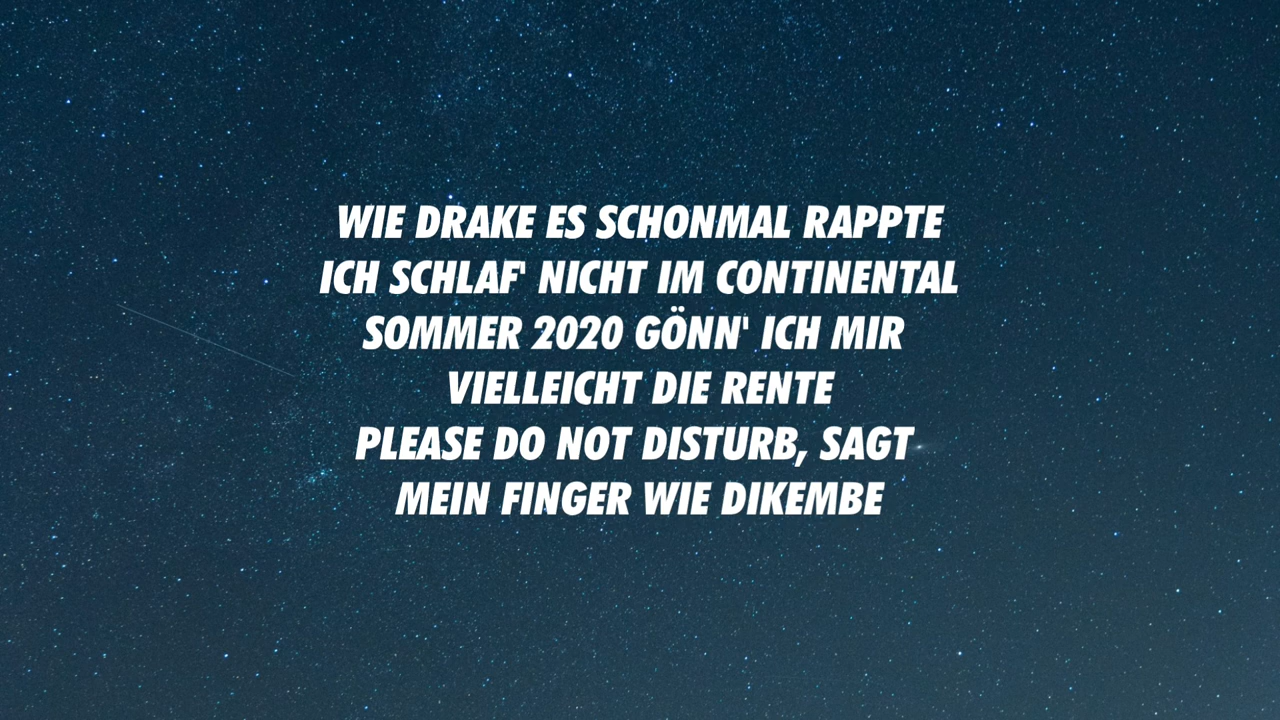 WIE DRAKE ES SCHONMAL RAPPTE
ICH SCHLAF' NICHT IM CONTINENTAL
SOMMER 2020 GÖNN' ICH MIR
VIELLEICHT DIE RENTE
PLEASE DO NOT DISTURB, SAGT
MEIN FINGER WIE DIKEMBE